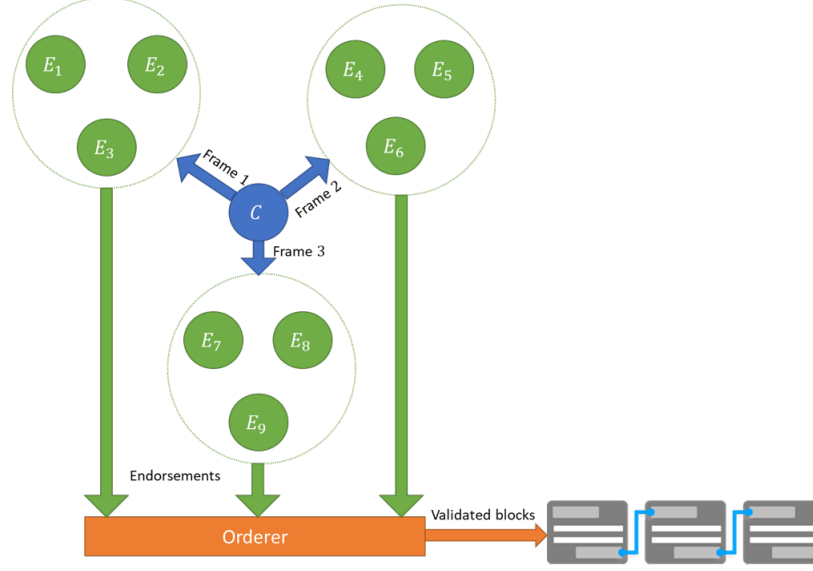 E₁
E₂
E₃
E₄
E₅
E₆
Frame 1
Frame 2
C
Frame 3
E₇
E₈
E₉
Endorsements
Orderer
Validated blocks